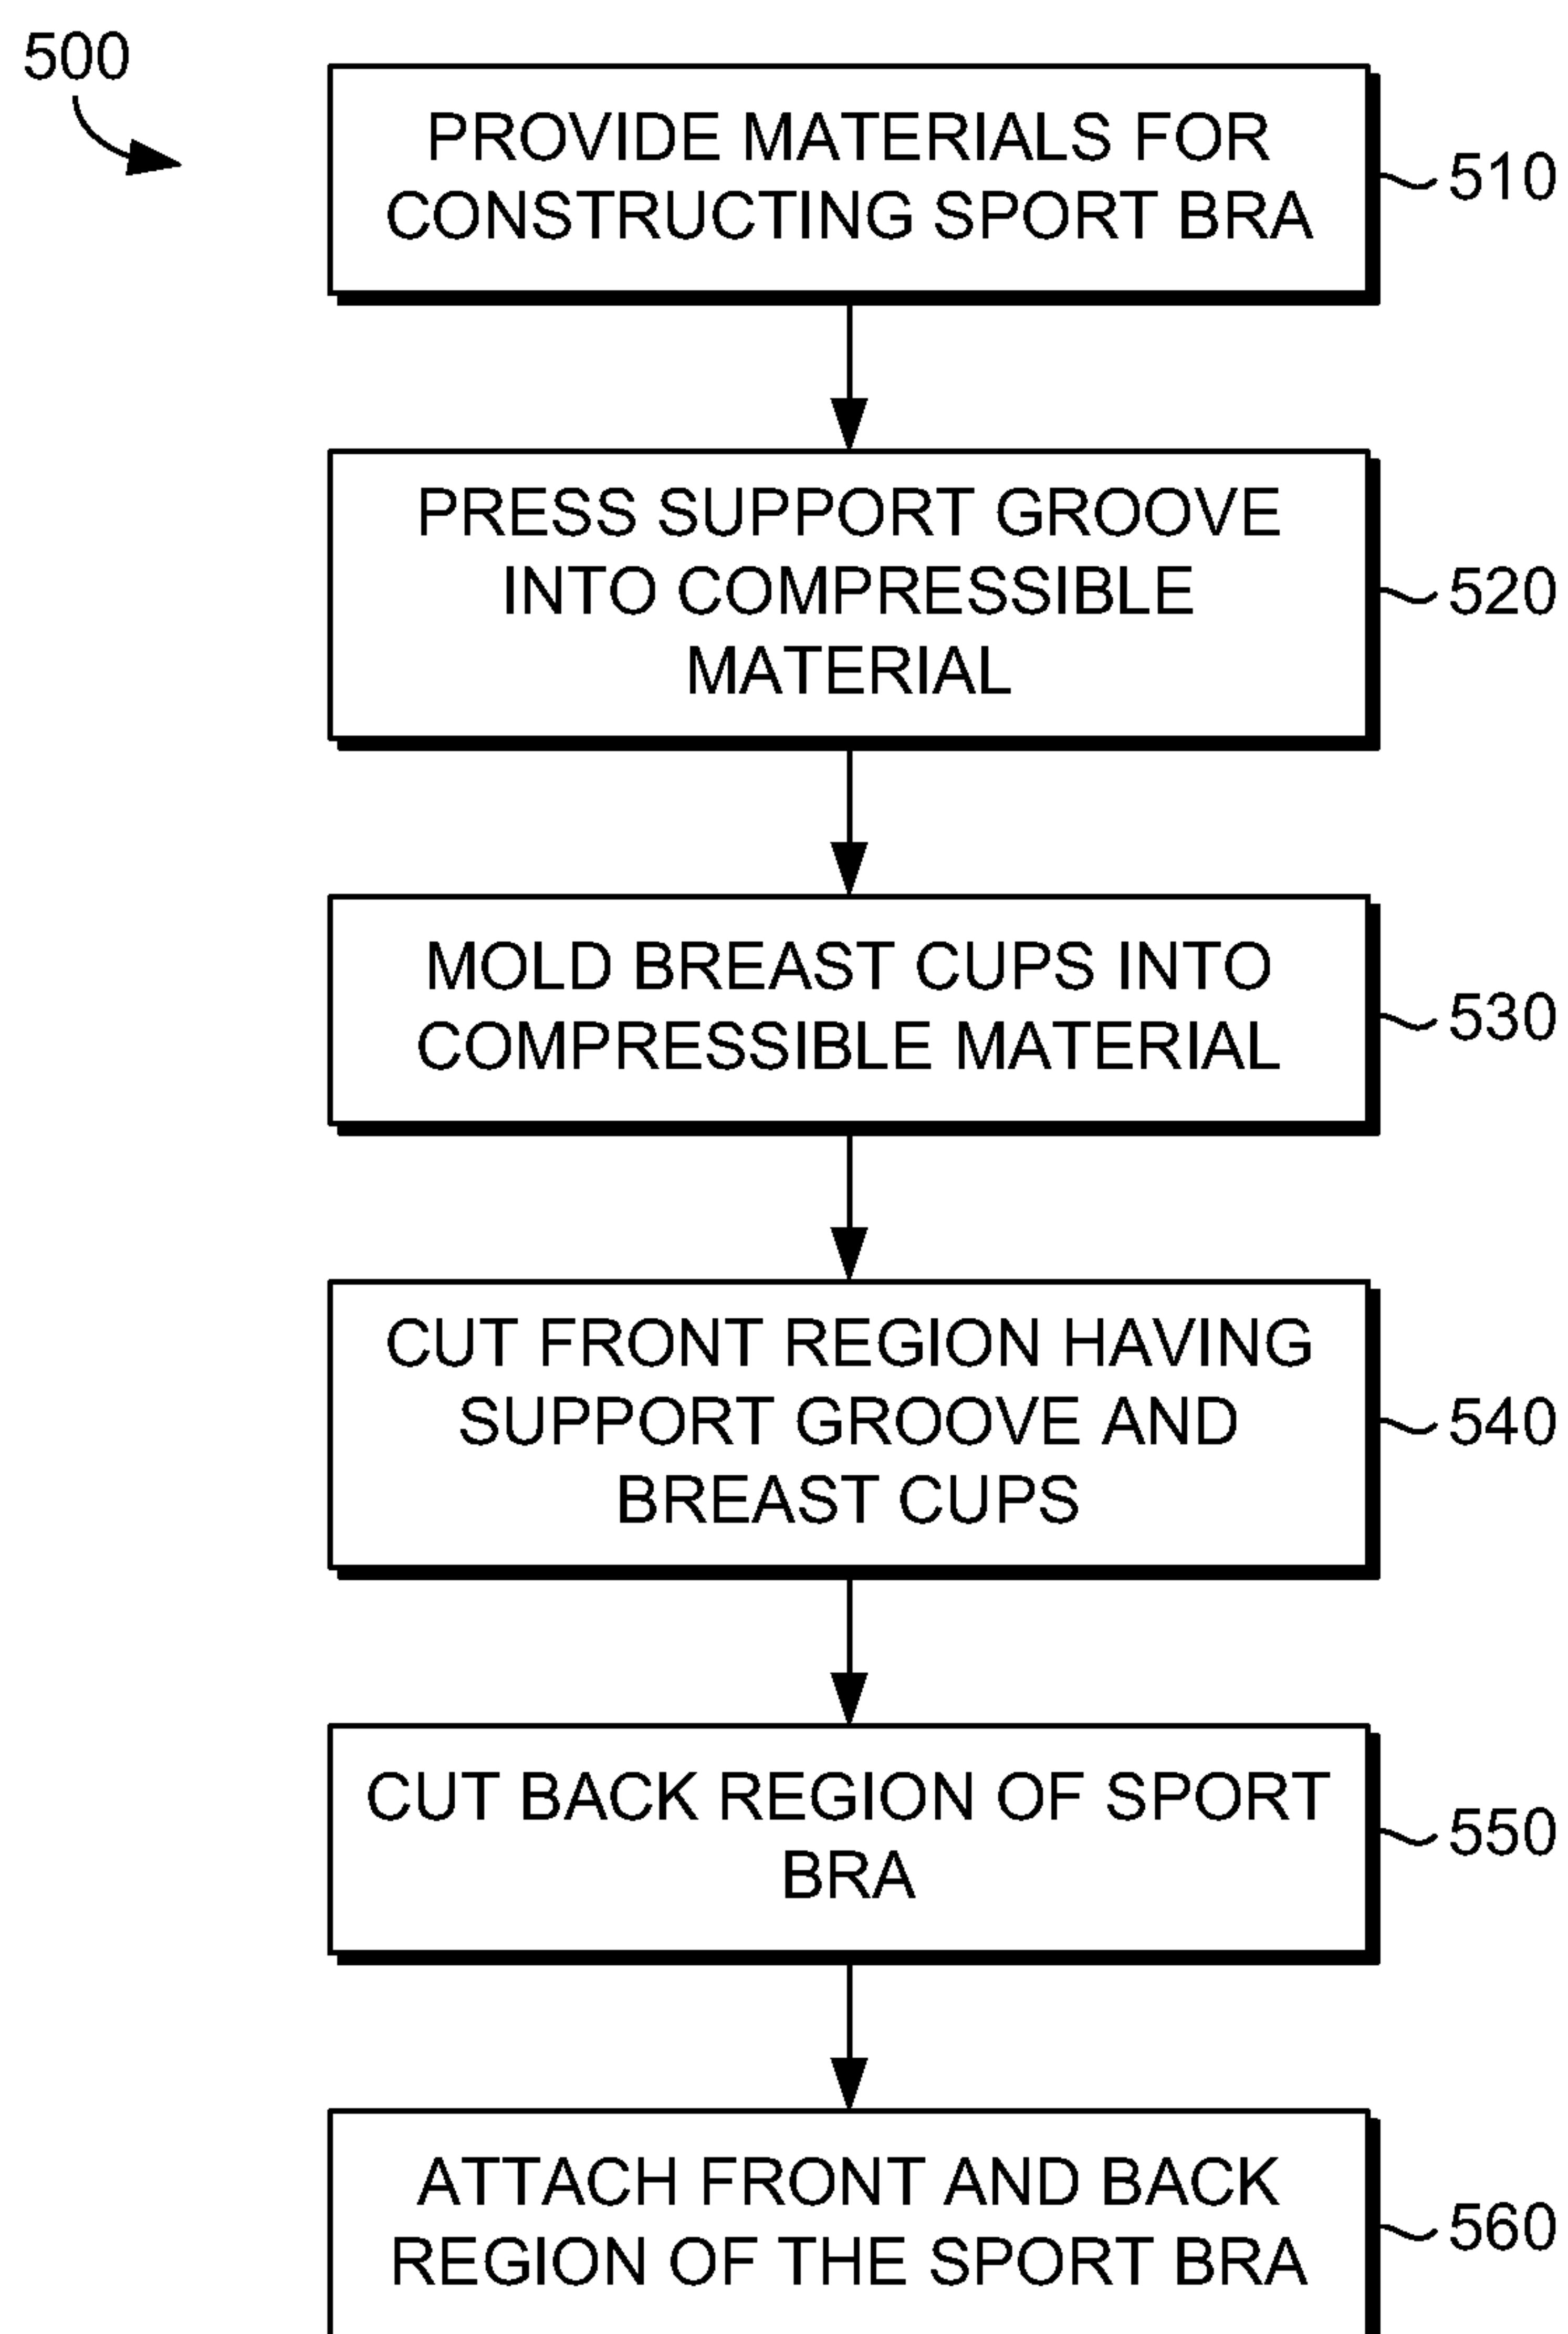 500
PROVIDE MATERIALS FOR
CONSTRUCTING SPORT BRA
510
PRESS SUPPORT GROOVE
INTO COMPRESSIBLE
MATERIAL
520
MOLD BREAST CUPS INTO
COMPRESSIBLE MATERIAL
530
CUT FRONT REGION HAVING
SUPPORT GROOVE AND
BREAST CUPS
540
CUT BACK REGION OF SPORT
BRA
550
ATTACH FRONT AND BACK
REGION OF THE SPORT BRA
560